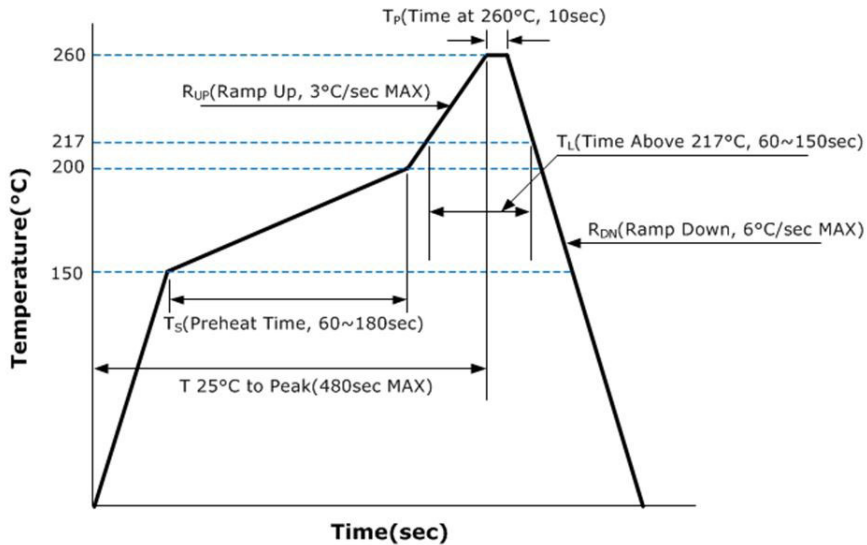 TP(Time at 260°C, 10sec)
260
RUP(Ramp Up, 3°C/sec MAX)
217
TL(Time Above 217°C, 60~150sec)
200
RDN(Ramp Down, 6°C/sec MAX)
150
TS(Preheat Time, 60~180sec)
T 25°C to Peak(480sec MAX)
Temperature(°C)
Time(sec)